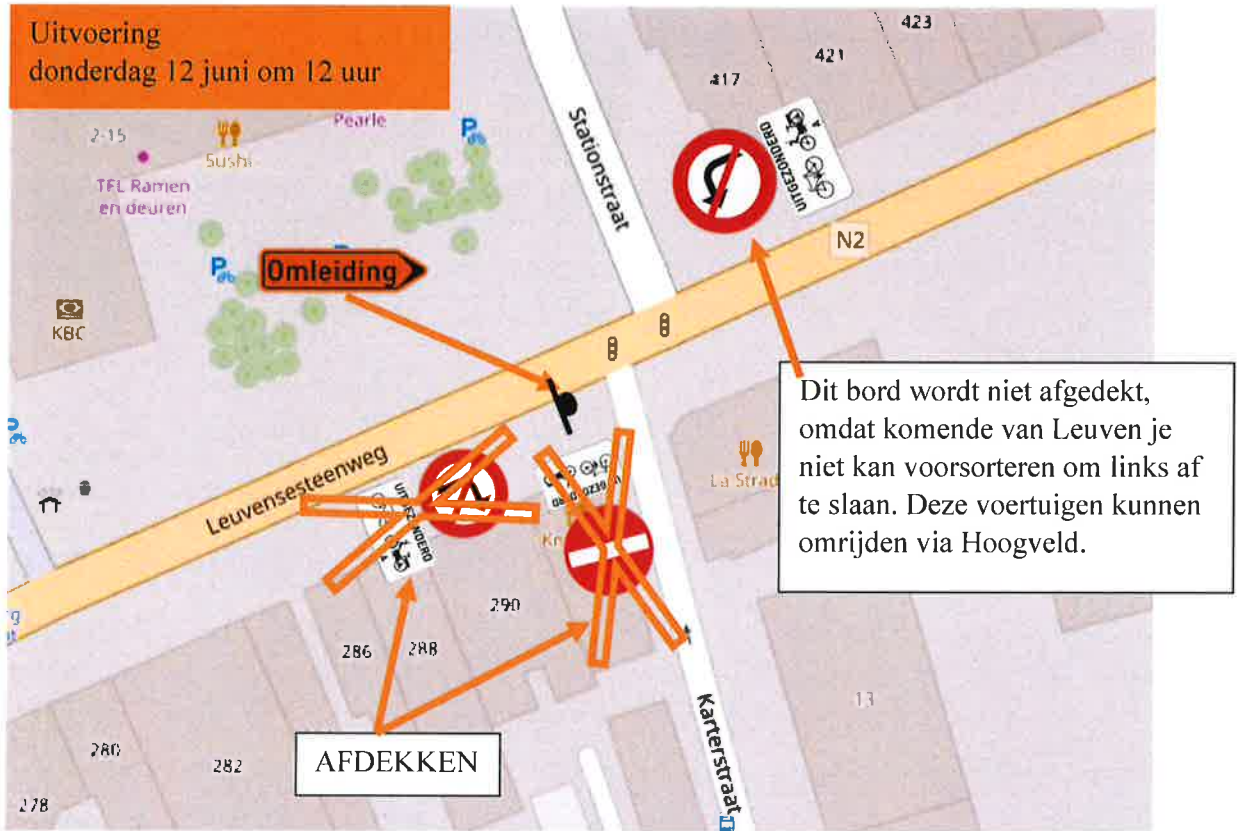 Uitvoering
donderdag 12 juni om 12 uur
423
421
417
2-15
Pearle
Sushi
TFL Ramen
en deuren
Stationstraat
UITGEZONDERD
A
N2
Omleiding
KBC
Dit bord wordt niet afgedekt,
omdat komende van Leuven je
niet kan voorsorteren om links af
te slaan. Deze voertuigen kunnen
omrijden via Hoogveld.
Leuvensesteenweg
La Strad
290
286
288
13
280
282
278
AFDEKKEN
Karterstraat